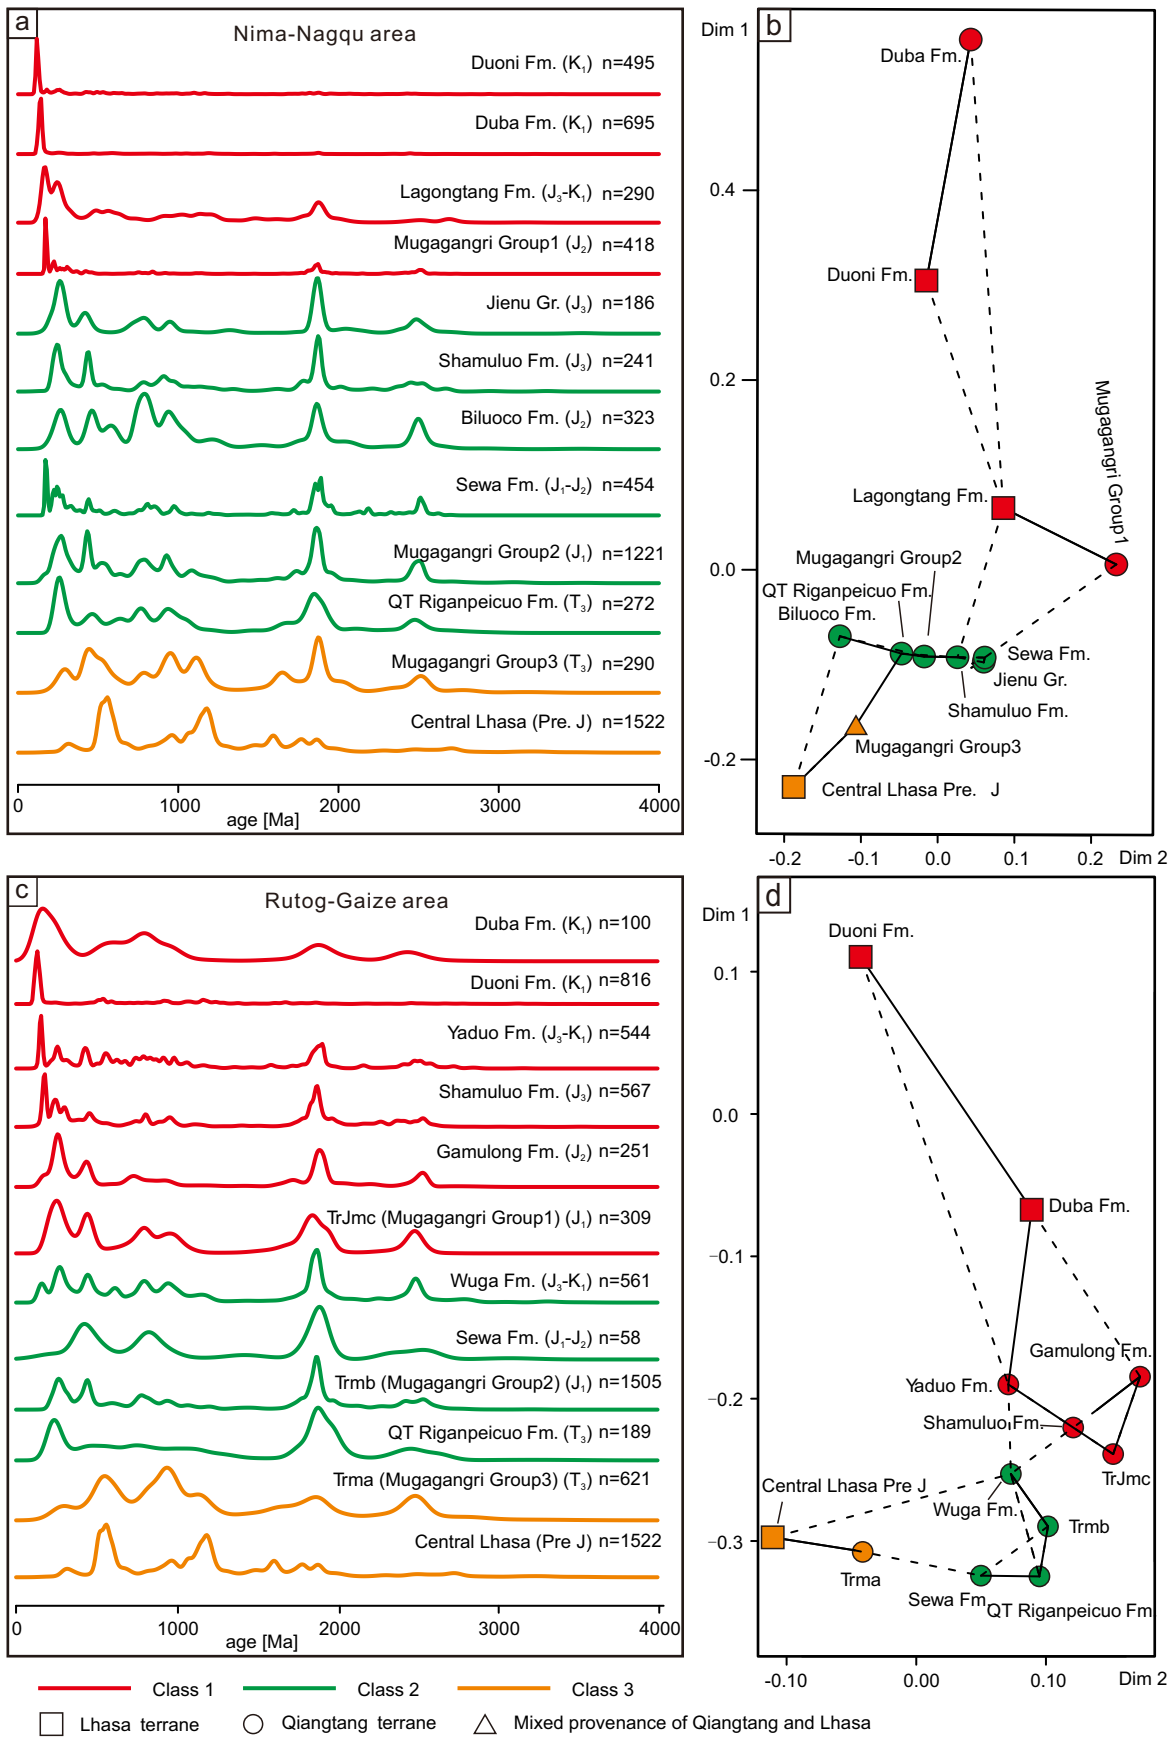 a
Nima-Nagqu area
Duoni Fm. (K₁) n=495
Duba Fm. (K₁) n=695
Lagongtang Fm. (J₃-K₁) n=290
Mugagangri Group1 (J₂) n=418
Jienu Gr. (J₃) n=186
Shamuluo Fm. (J₃) n=241
Biluoco Fm. (J₂) n=323
Sewa Fm. (J₁-J₂) n=454
Mugagangri Group2 (J₁) n=1221
QT Riganpeicuo Fm. (T₃) n=272
Mugagangri Group3 (T₃) n=290
Central Lhasa (Pre. J) n=1522
0 1000 2000 3000 4000
age [Ma]
b
Dim 1
Duba Fm.
0.4
Duoni Fm.
0.2
Mugagangri Group1
Lagongtang Fm.
0.0
Mugagangri Group2
QT Riganpeicuo Fm.
Biluoco Fm.
Sewa Fm.
Jienu Gr.
Shamuluo Fm.
Mugagangri Group3
-0.2
Central Lhasa Pre. J
-0.2 -0.1 0.0 0.1 0.2 Dim 2
c
Rutog-Gaize area
Duba Fm. (K₁) n=100
Duoni Fm. (K₁) n=816
Yaduo Fm. (J₃-K₁) n=544
Shamuluo Fm. (J₃) n=567
Gamulong Fm. (J₂) n=251
TrJmc (Mugagangri Group1) (J₁) n=309
Wuga Fm. (J₃-K₁) n=561
Sewa Fm. (J₁-J₂) n=58
Trmb (Mugagangri Group2) (J₁) n=1505
QT Riganpeicuo Fm. (T₃) n=189
Trma (Mugagangri Group3) (T₃) n=621
Central Lhasa (Pre J) n=1522
0 1000 2000 3000 4000
age [Ma]
d
Dim 1
Duoni Fm.
0.1
0.0
Duba Fm.
−0.1
Gamulong Fm.
Yaduo Fm.
−0.2
Shamuluo Fm.
TrJmc
Central Lhasa Pre J
Wuga Fm.
Trmb
−0.3
Trma
Sewa Fm.
QT Riganpeicuo Fm
-0.10 0.00 0.10 Dim 2
Class 1 Class 2 Class 3
Lhasa terrane Qiangtang terrane Mixed provenance of Qiangtang and Lhasa